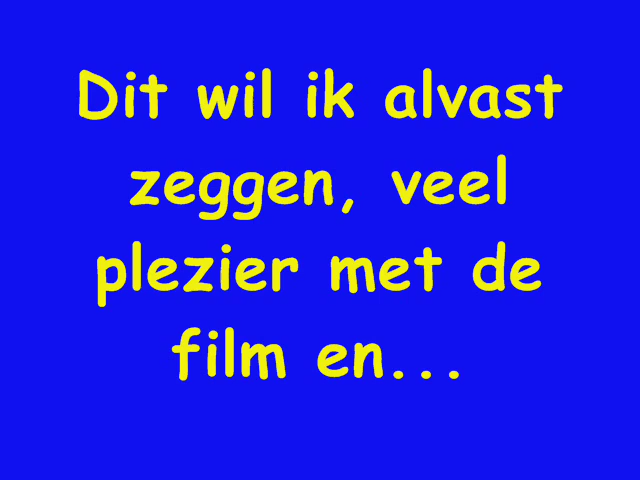 Dit wil ik alvast
zeggen, veel
plezier met de
film en...